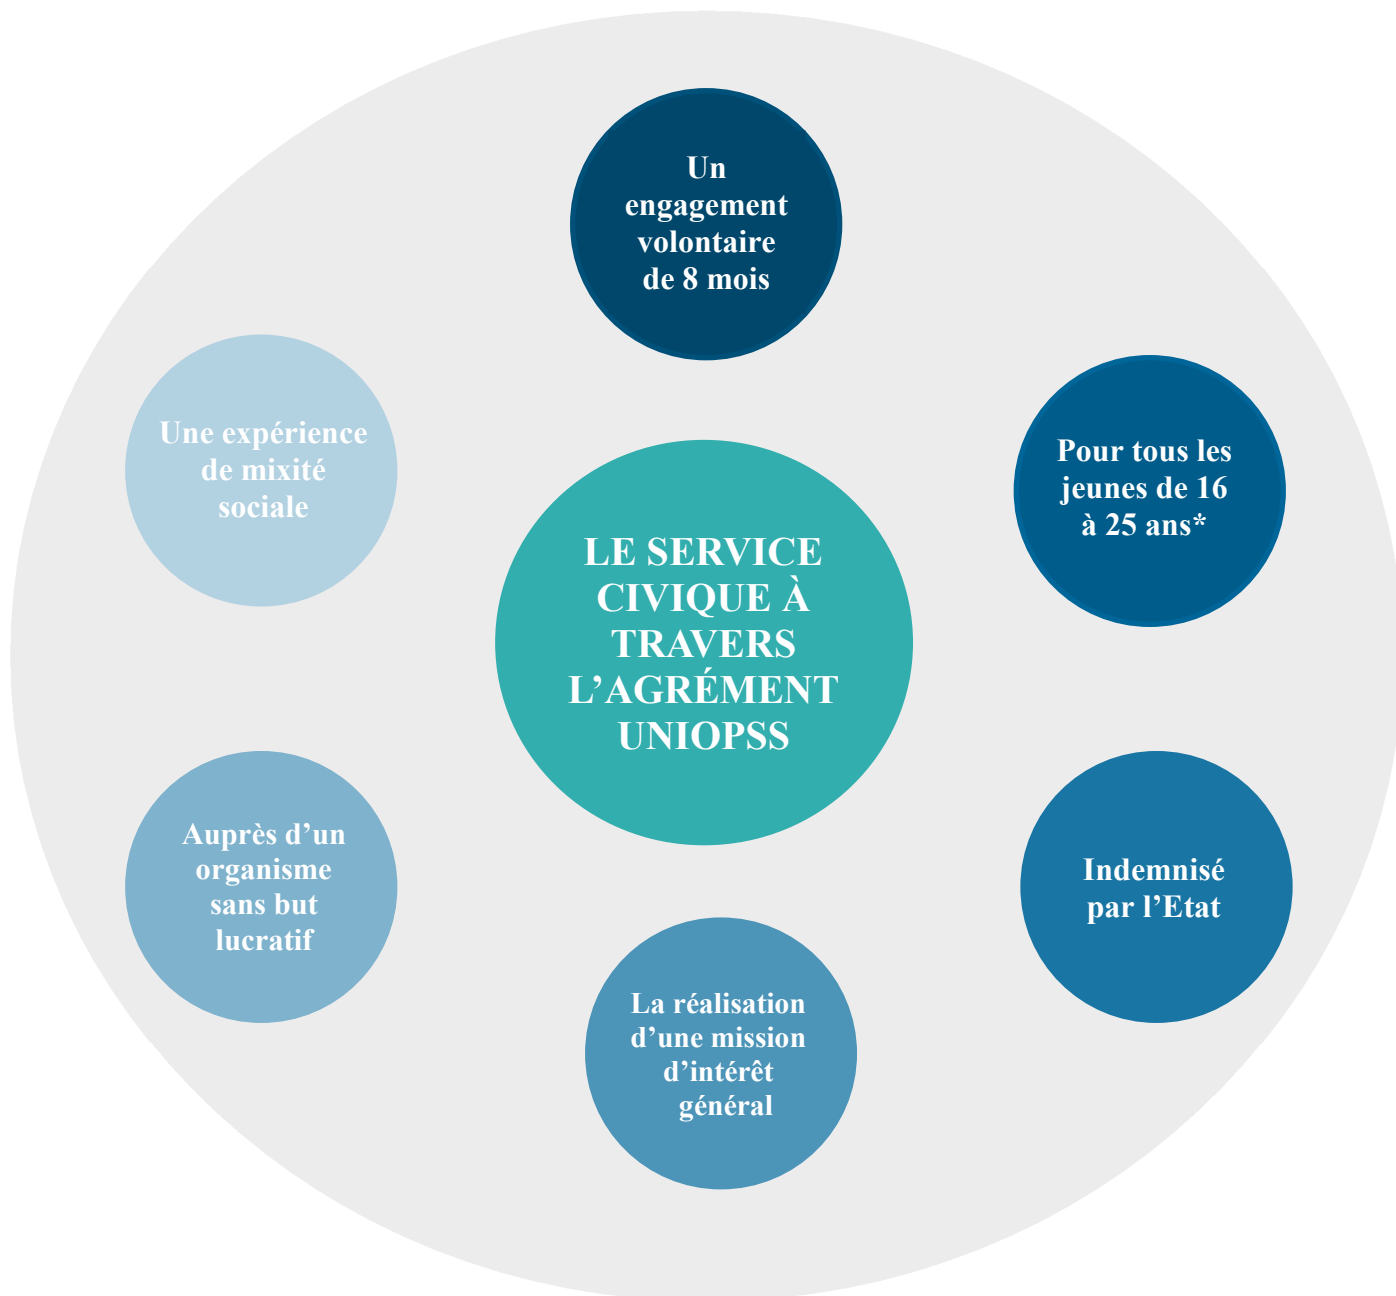 Un
engagement
volontaire
de 8 mois
Pour tous les
jeunes de 16
à 25 ans*
Indemnisé
par l’Etat
La réalisation
d’une mission
d’intérêt
général
Auprès d’un
organisme
sans but
lucratif
Une expérience
de mixité
sociale
LE SERVICE
CIVIQUE À
TRAVERS
L’AGRÉMENT
UNIOPSS